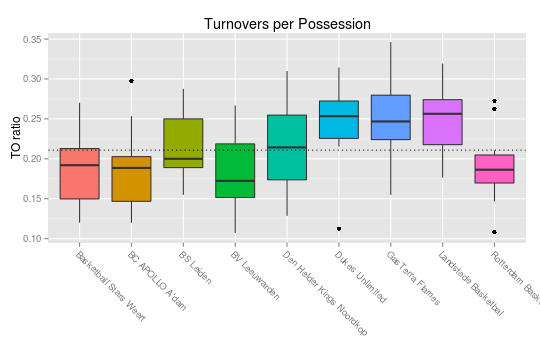 Turnovers per Possession
TO ratio
0.35
0.30
0.25
0.20
0.15
0.10
Basketball Stars Weert
BC APOLLO A'dam
BS Leiden
BV Leeuwarden
Den Helder Kings Noordkop
Dukes Unlimited
GasTerra Flames
Landstede Basketbal
Rotterdam Bask